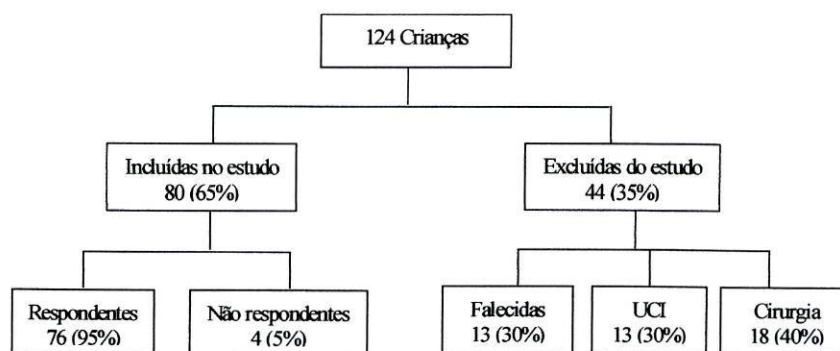 124 Crianças
Incluídas no estudo
80 (65%)
Excluídas do estudo
44 (35%)
Respondentes
76 (95%)
Não respondentes
4 (5%)
Falecidas
13 (30%)
UCI
13 (30%)
Cirurgia
18 (40%)